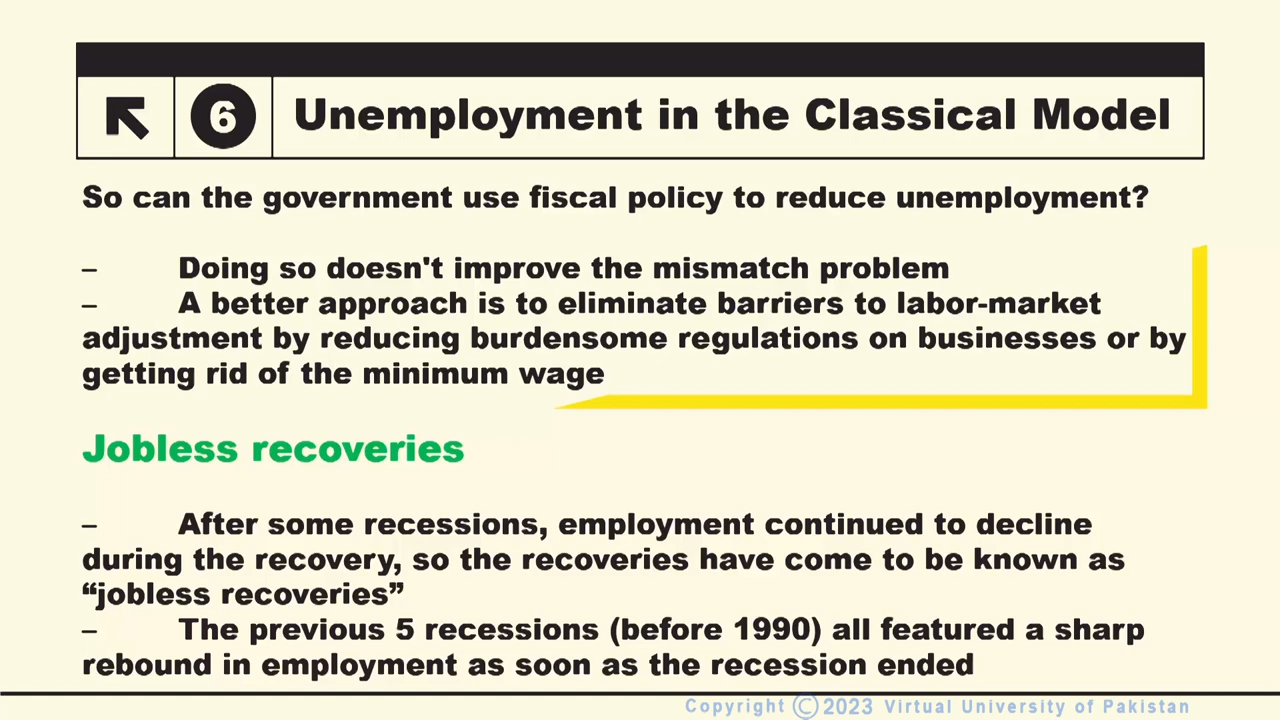 6 Unemployment in the Classical Model
So can the government use fiscal policy to reduce unemployment?
– Doing so doesn't improve the mismatch problem
– A better approach is to eliminate barriers to labor-market
adjustment by reducing burdensome regulations on businesses or by
getting rid of the minimum wage
Jobless recoveries
– After some recessions, employment continued to decline
during the recovery, so the recoveries have come to be known as
“jobless recoveries”
– The previous 5 recessions (before 1990) all featured a sharp
rebound in employment as soon as the recession ended
Copyright ©2023 Virtual University of Pakistan